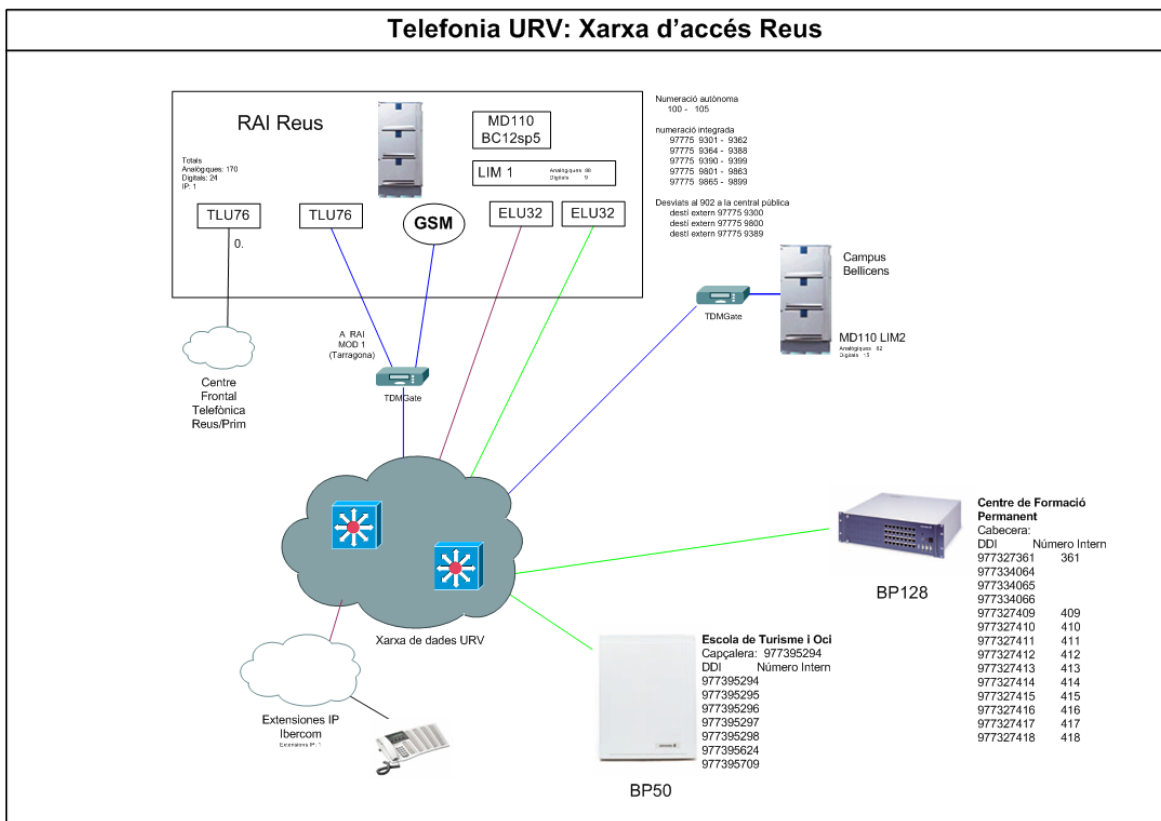 Telefonia URV: Xarxa d'accés Reus
RAI Reus
MD110
BC12sp5
LIM 1
Analògiques 88
Digitals 9
Totals
Analògiques: 170
Digitals: 24
IP: 1
TLU76
TLU76
GSM
ELU32
ELU32
0.
Numeració autònoma
100 - 105
numeració integrada
97775 9301 - 9362
97775 9364 - 9388
97775 9390 - 9399
97775 9801 - 9863
97775 9865 - 9899
Desviats al 902 a la central pública
destí extern 97775 9300
destí extern 97775 9800
destí extern 97775 9389
Campus
Bellicens
TDMGate
MD110 LIM2
Analògiques 82
Digitals 15
A RAI
MOD 1
(Tarragona)
TDMGate
Centre
Frontal
Telefònica
Reus/Prim
Xarxa de dades URV
Extensiones IP
Ibercom
Extensions IP: 1
BP128
Centre de Formació
Permanent
Cabecera:
DDI Número Intern
977327361 361
977334064
977334065
977334066
977327409 409
977327410 410
977327411 411
977327412 412
977327413 413
977327414 414
977327415 415
977327416 416
977327417 417
977327418 418
Escola de Turisme i Oci
Capçalera: 977395294
DDI Número Intern
977395294
977395295
977395296
977395297
977395298
977395624
977395709
BP50